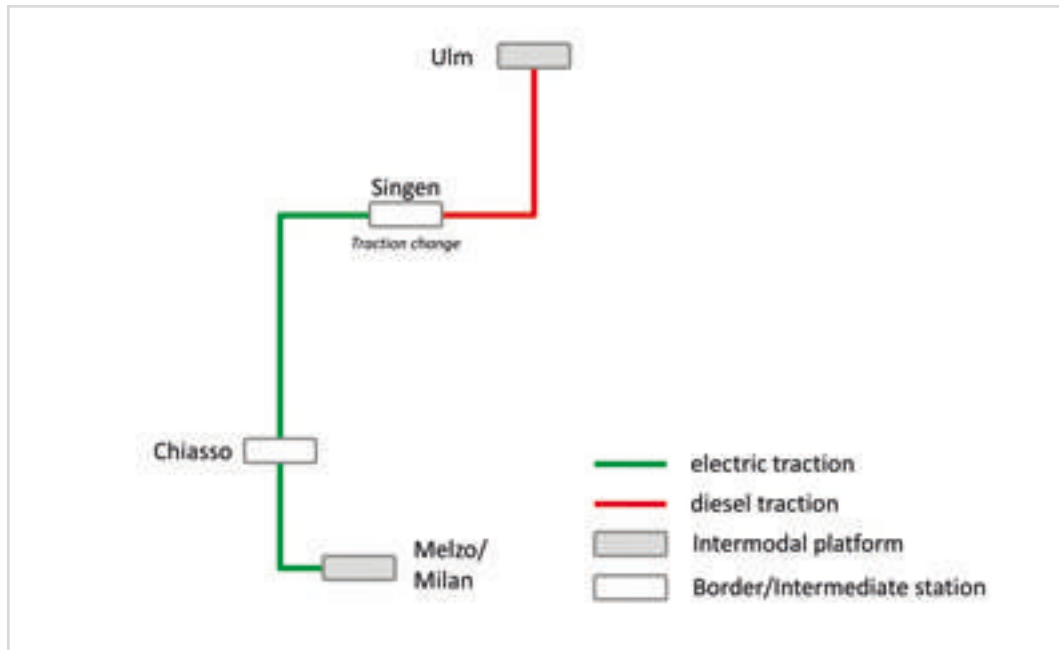 Ulm
Singen
Traction change
Chiasso
Melzo/
Milan
electric traction
diesel traction
Intermodal platform
Border/Intermediate station